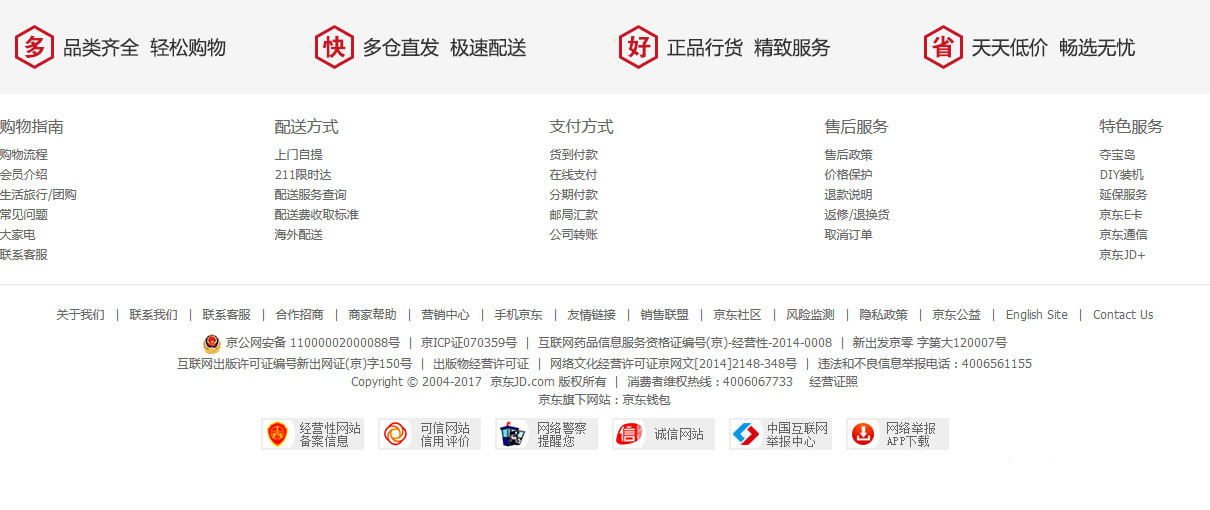 多 品类齐全 轻松购物 快 多仓直发 极速配送 好 正品行货 精致服务 省 天天低价 畅选无忧
购物指南 配送方式 支付方式 售后服务 特色服务
购物流程 上门自提 货到付款 售后政策 夺宝岛
会员介绍 211限时达 在线支付 价格保护 DIY装机
生活旅行/团购 配送服务查询 分期付款 退款说明 延保服务
常见问题 配送费收取标准 邮局汇款 返修/退换货 京东E卡
大家电 海外配送 公司转账 取消订单 京东通信
联系客服 京东JD+
关于我们 | 联系我们 | 联系客服 | 合作招商 | 商家帮助 | 营销中心 | 手机京东 | 友情链接 | 销售联盟 | 京东社区 | 风险监测 | 隐私政策 | 京东公益 | English Site | Contact Us
京公网安备 11000002000088号 | 京ICP证070359号 | 互联网药品信息服务资格证编号(京)-经营性-2014-0008 | 新出发京零 字第大120007号
互联网出版许可证编号新出网证(京)字150号 | 出版物经营许可证 | 网络文化经营许可证京网文[2014]2148-348号 | 违法和不良信息举报电话：4006561155
Copyright © 2004-2017 京东JD.com 版权所有 | 消费者维权热线：4006067733 经营证照
京东旗下网站：京东钱包
经营性网站 可信网站 网络警察 诚信网站 中国互联网 网络举报
备案信息 信用评价 提醒您 举报中心 APP下载